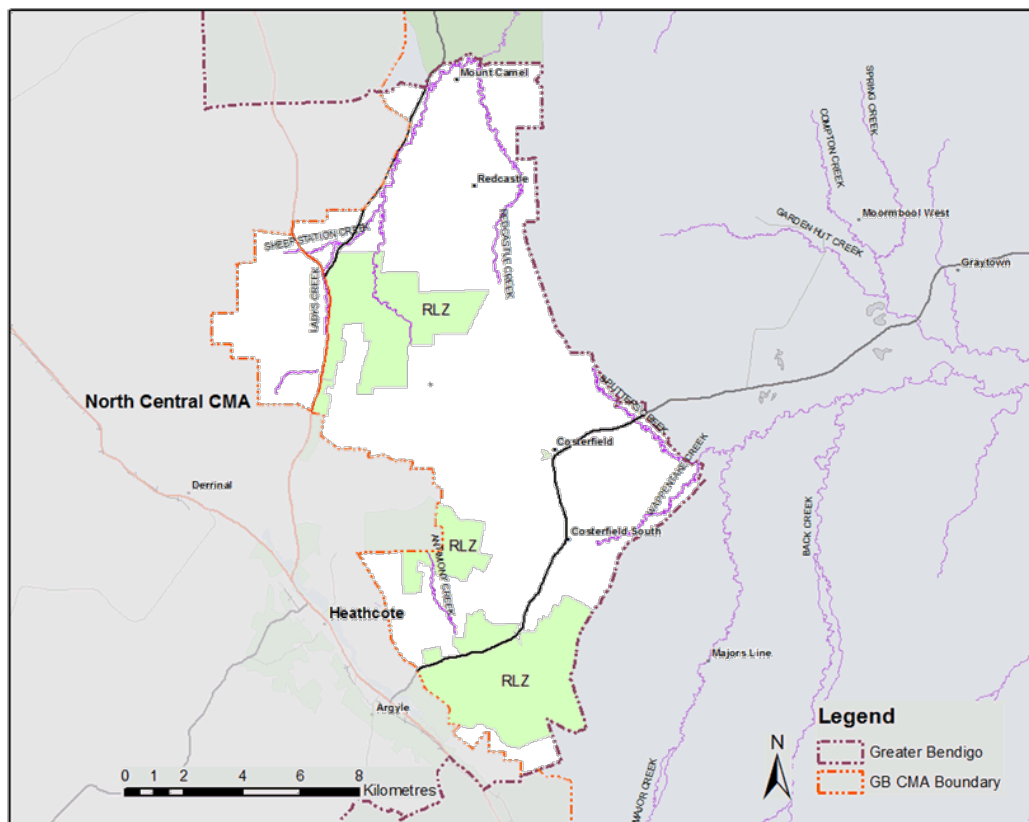 Mount Camel
SPRING CREEK
COMPTON CREEK
Redcastle
REDCASTLE CREEK
Moormbool West
GARDEN HUT CREEK
Graytown
SHEEP STATION CREEK
LADYS CREEK
RLZ
North Central CMA
CREEK
Costerfield
WAPPENTAKE CREEK
Derrinal
Costerfield South
BACK CREEK
RLZ
ANTIMONY CREEK
Heathcote
Majors Line
RLZ
Argyle
MAJOR CREEK
Legend
Greater Bendigo
GB CMA Boundary
N
0 1 2 4 6 8
Kilometres